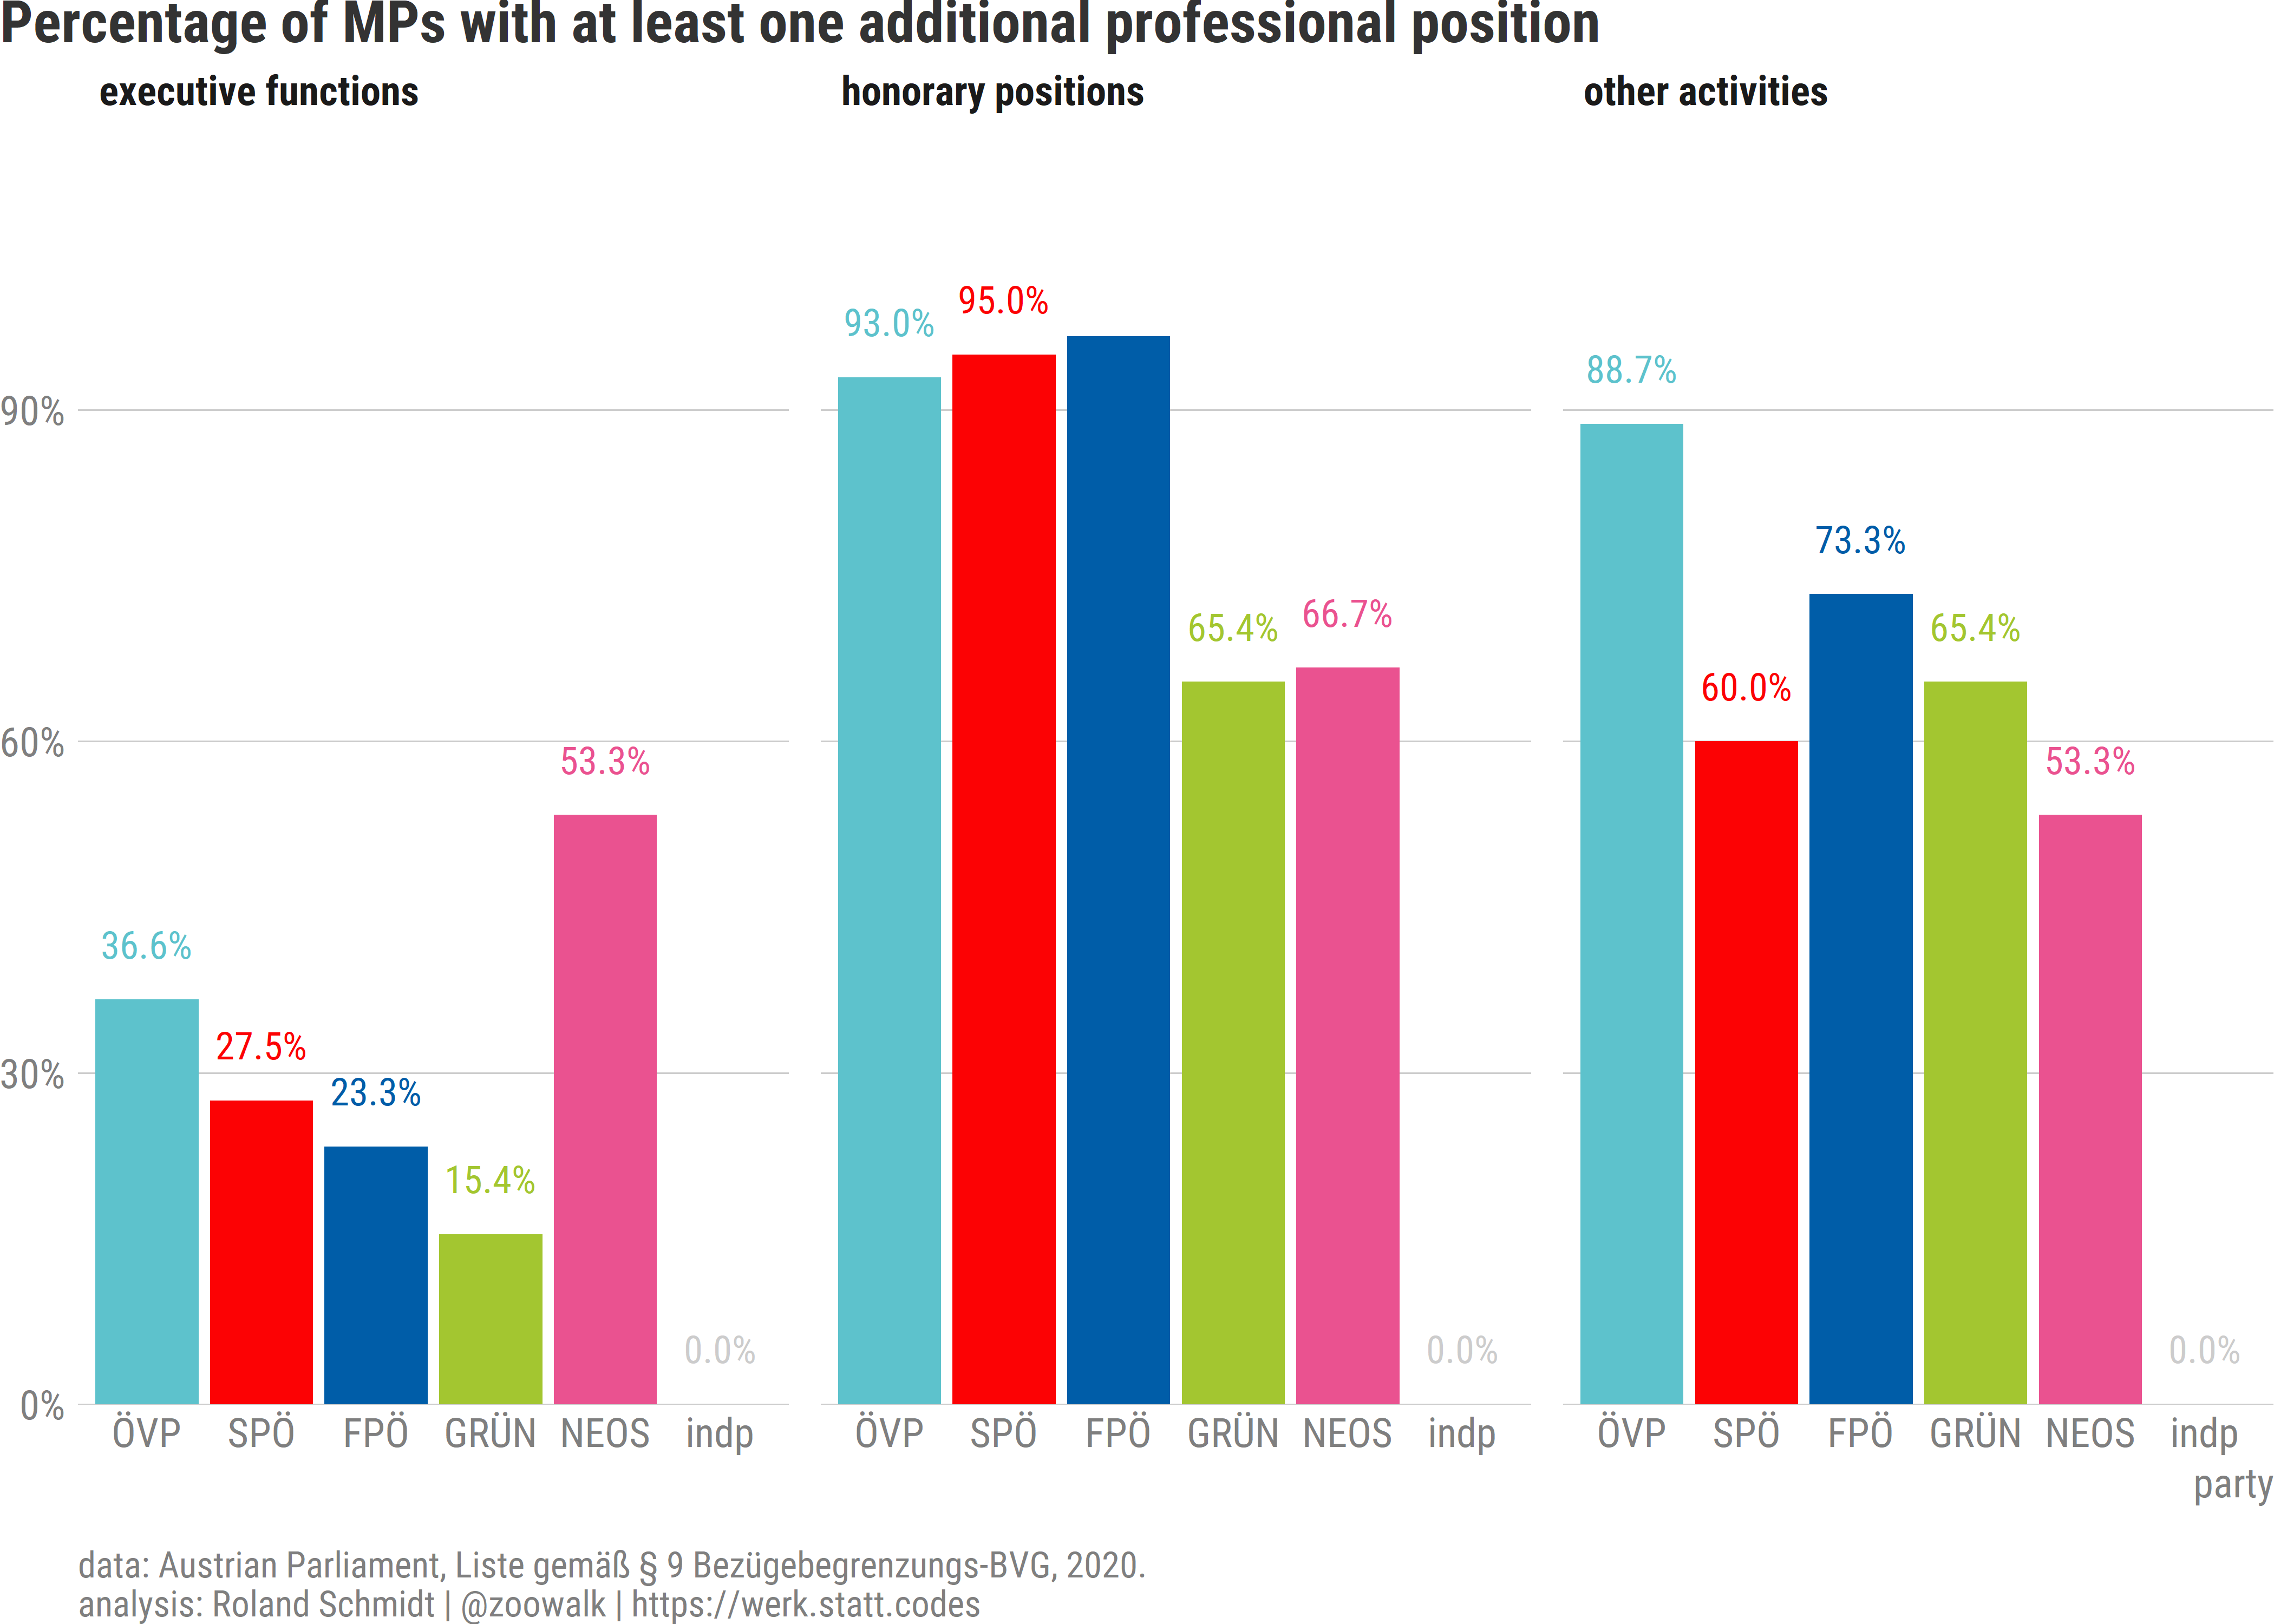 Percentage of MPs with at least one additional professional position
executive functions
honorary positions
other activities
90%
60%
30%
0%
36.6%
27.5%
23.3%
15.4%
53.3%
0.0%
93.0%
95.0%
65.4%
66.7%
0.0%
88.7%
60.0%
73.3%
65.4%
53.3%
0.0%
ÖVP SPÖ FPÖ GRÜN NEOS indp
ÖVP SPÖ FPÖ GRÜN NEOS indp
ÖVP SPÖ FPÖ GRÜN NEOS indp
party
data: Austrian Parliament, Liste gemäß § 9 Bezügebegrenzungs-BVG, 2020.
analysis: Roland Schmidt | @zoowalk | https://werk.statt.codes